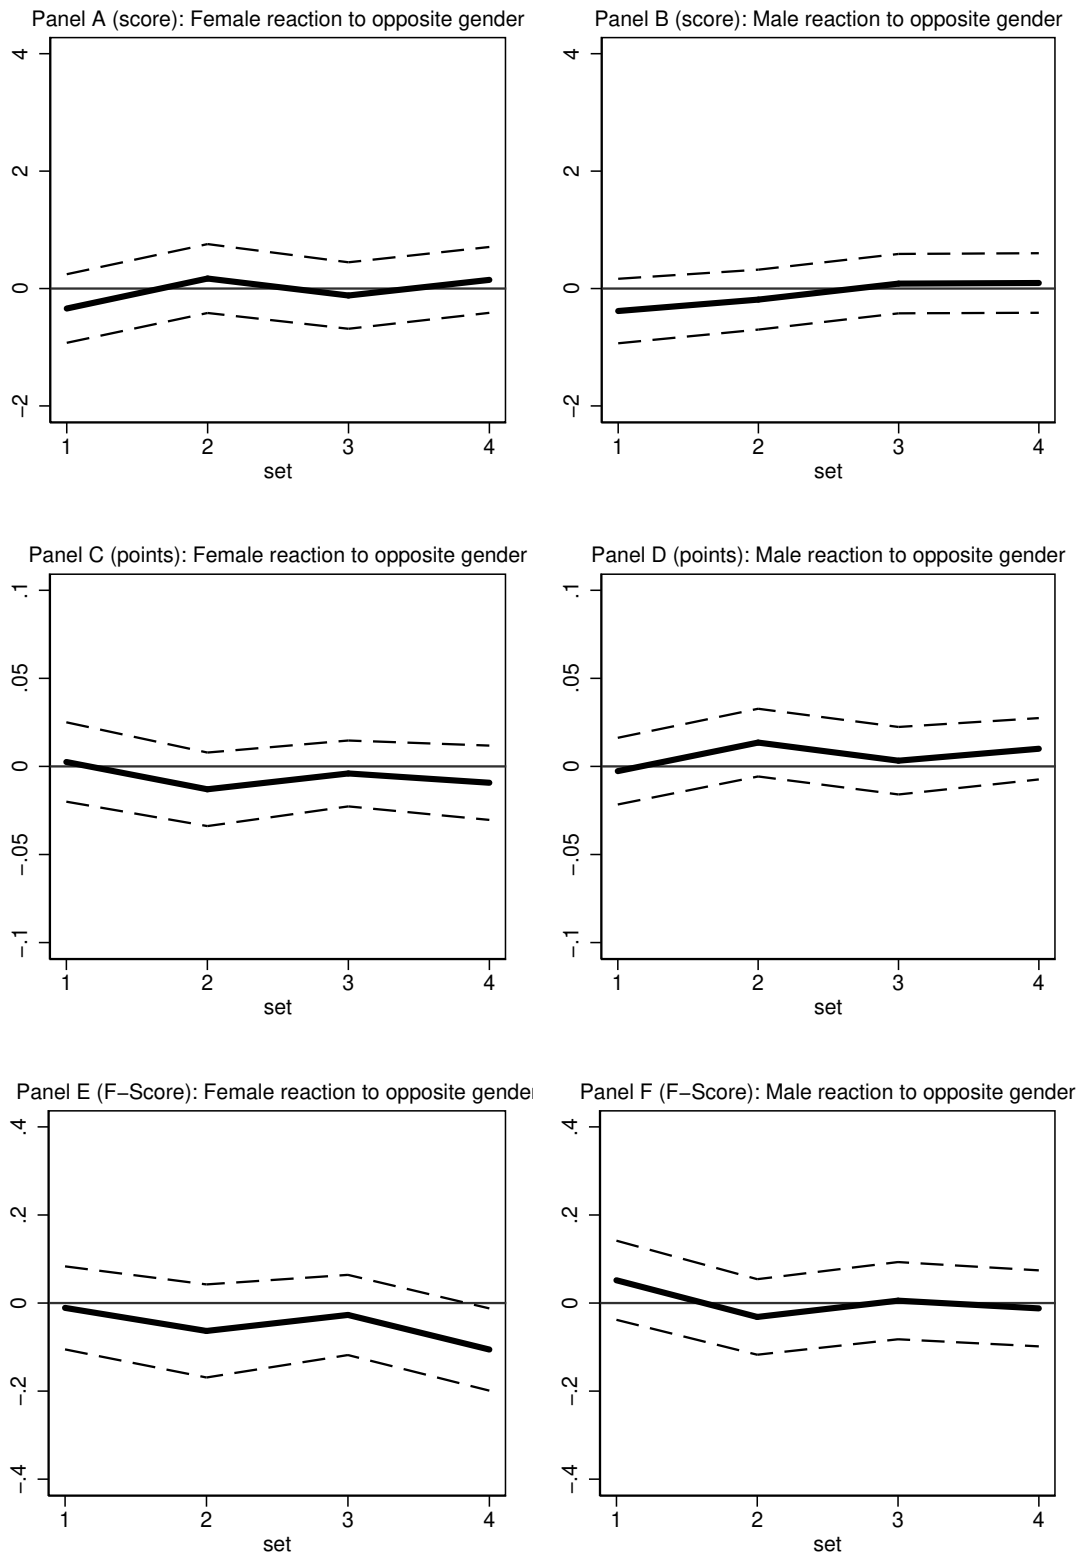 Panel A (score): Female reaction to opposite gender
4
2
0
−2
1 2 3 4
set
Panel B (score): Male reaction to opposite gender
4
2
0
−2
1 2 3 4
set
Panel C (points): Female reaction to opposite gender
.1
.05
0
−.05
−.1
1 2 3 4
set
Panel D (points): Male reaction to opposite gender
.1
.05
0
−.05
−.1
1 2 3 4
set
Panel E (F−Score): Female reaction to opposite gender
.4
.2
0
−.2
−.4
1 2 3 4
set
Panel F (F−Score): Male reaction to opposite gender
.4
.2
0
−.2
−.4
1 2 3 4
set